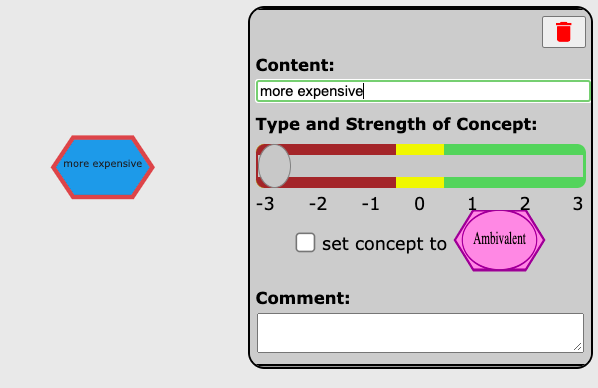 more expensive
Content:
more expensive
Type and Strength of Concept:
-3 -2 -1 0 1 2 3
set concept to Ambivalent
Comment: